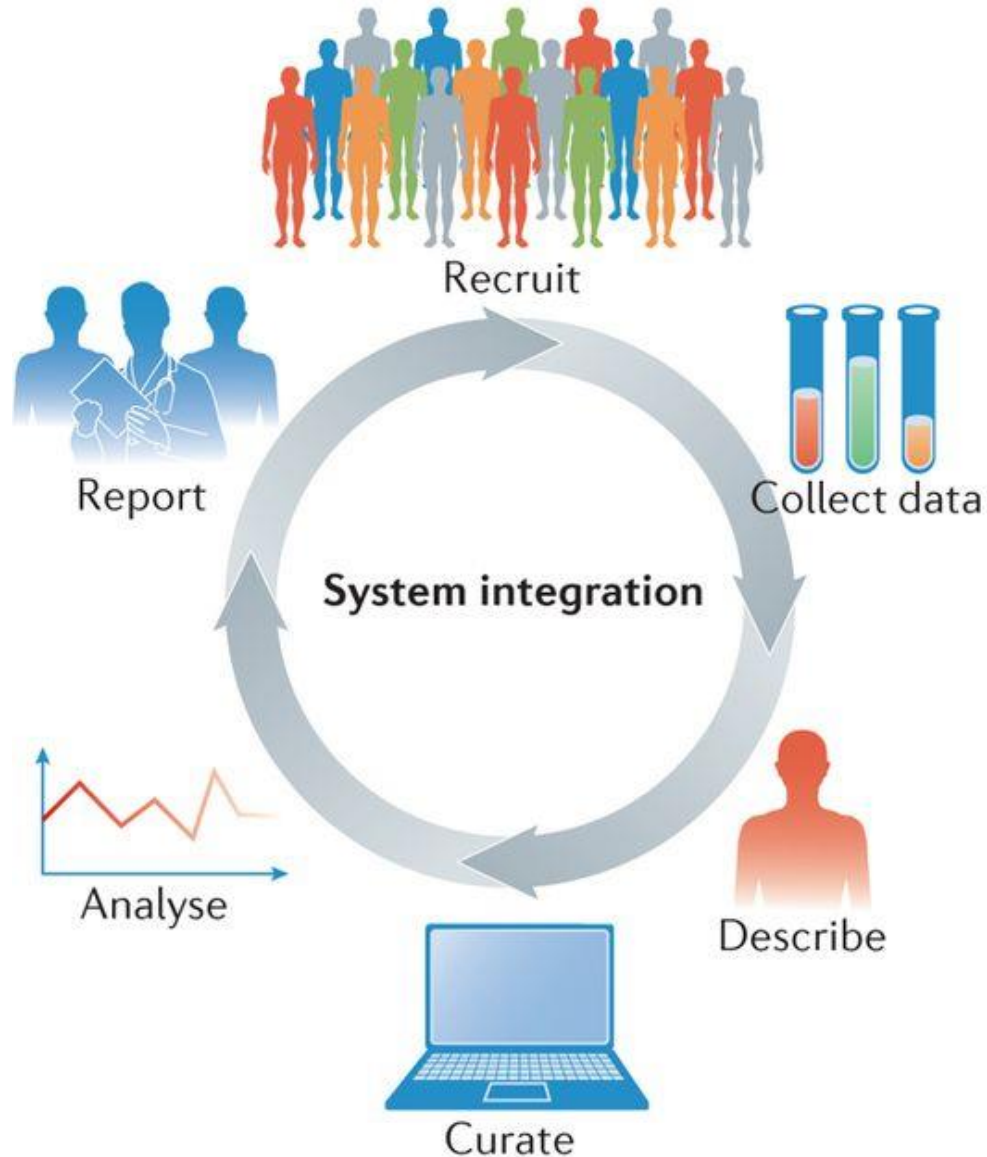 Recruit
Collect data
Describe
Curate
Analyse
Report
System integration